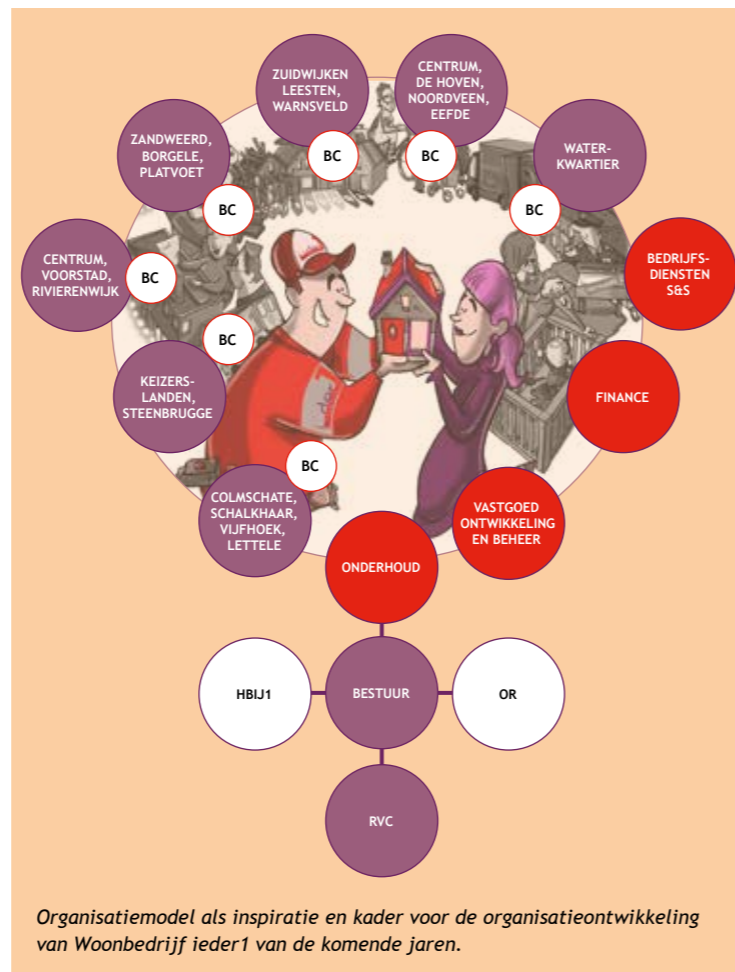 ZUIDWIJKEN
LEESTEN,
WARNSVELD
BC
CENTRUM,
DE HOVEN,
NOORDVEEN,
EEFDE
BC
WATER-
KWARTIER
BC
ZANDWEERD,
BORGELE,
PLATVOET
BC
CENTRUM,
VOORSTAD,
RIVIERENWIJK
BC
KEIZERS-
LANDEN,
STEENBRUGGE
BC
COLMSCHATE,
SCHALKHAAR,
VIJFHOEK,
LETTELE
BC
BEDRIJFS-
DIENSTEN
S&S
FINANCE
VASTGOED
ONTWIKKELING
EN BEHEER
ONDERHOUD
HBIJ1
BESTUUR
OR
RVC
Organisatiemodel als inspiratie en kader voor de organisatieontwikkeling
van Woonbedrijf ieder1 van de komende jaren.